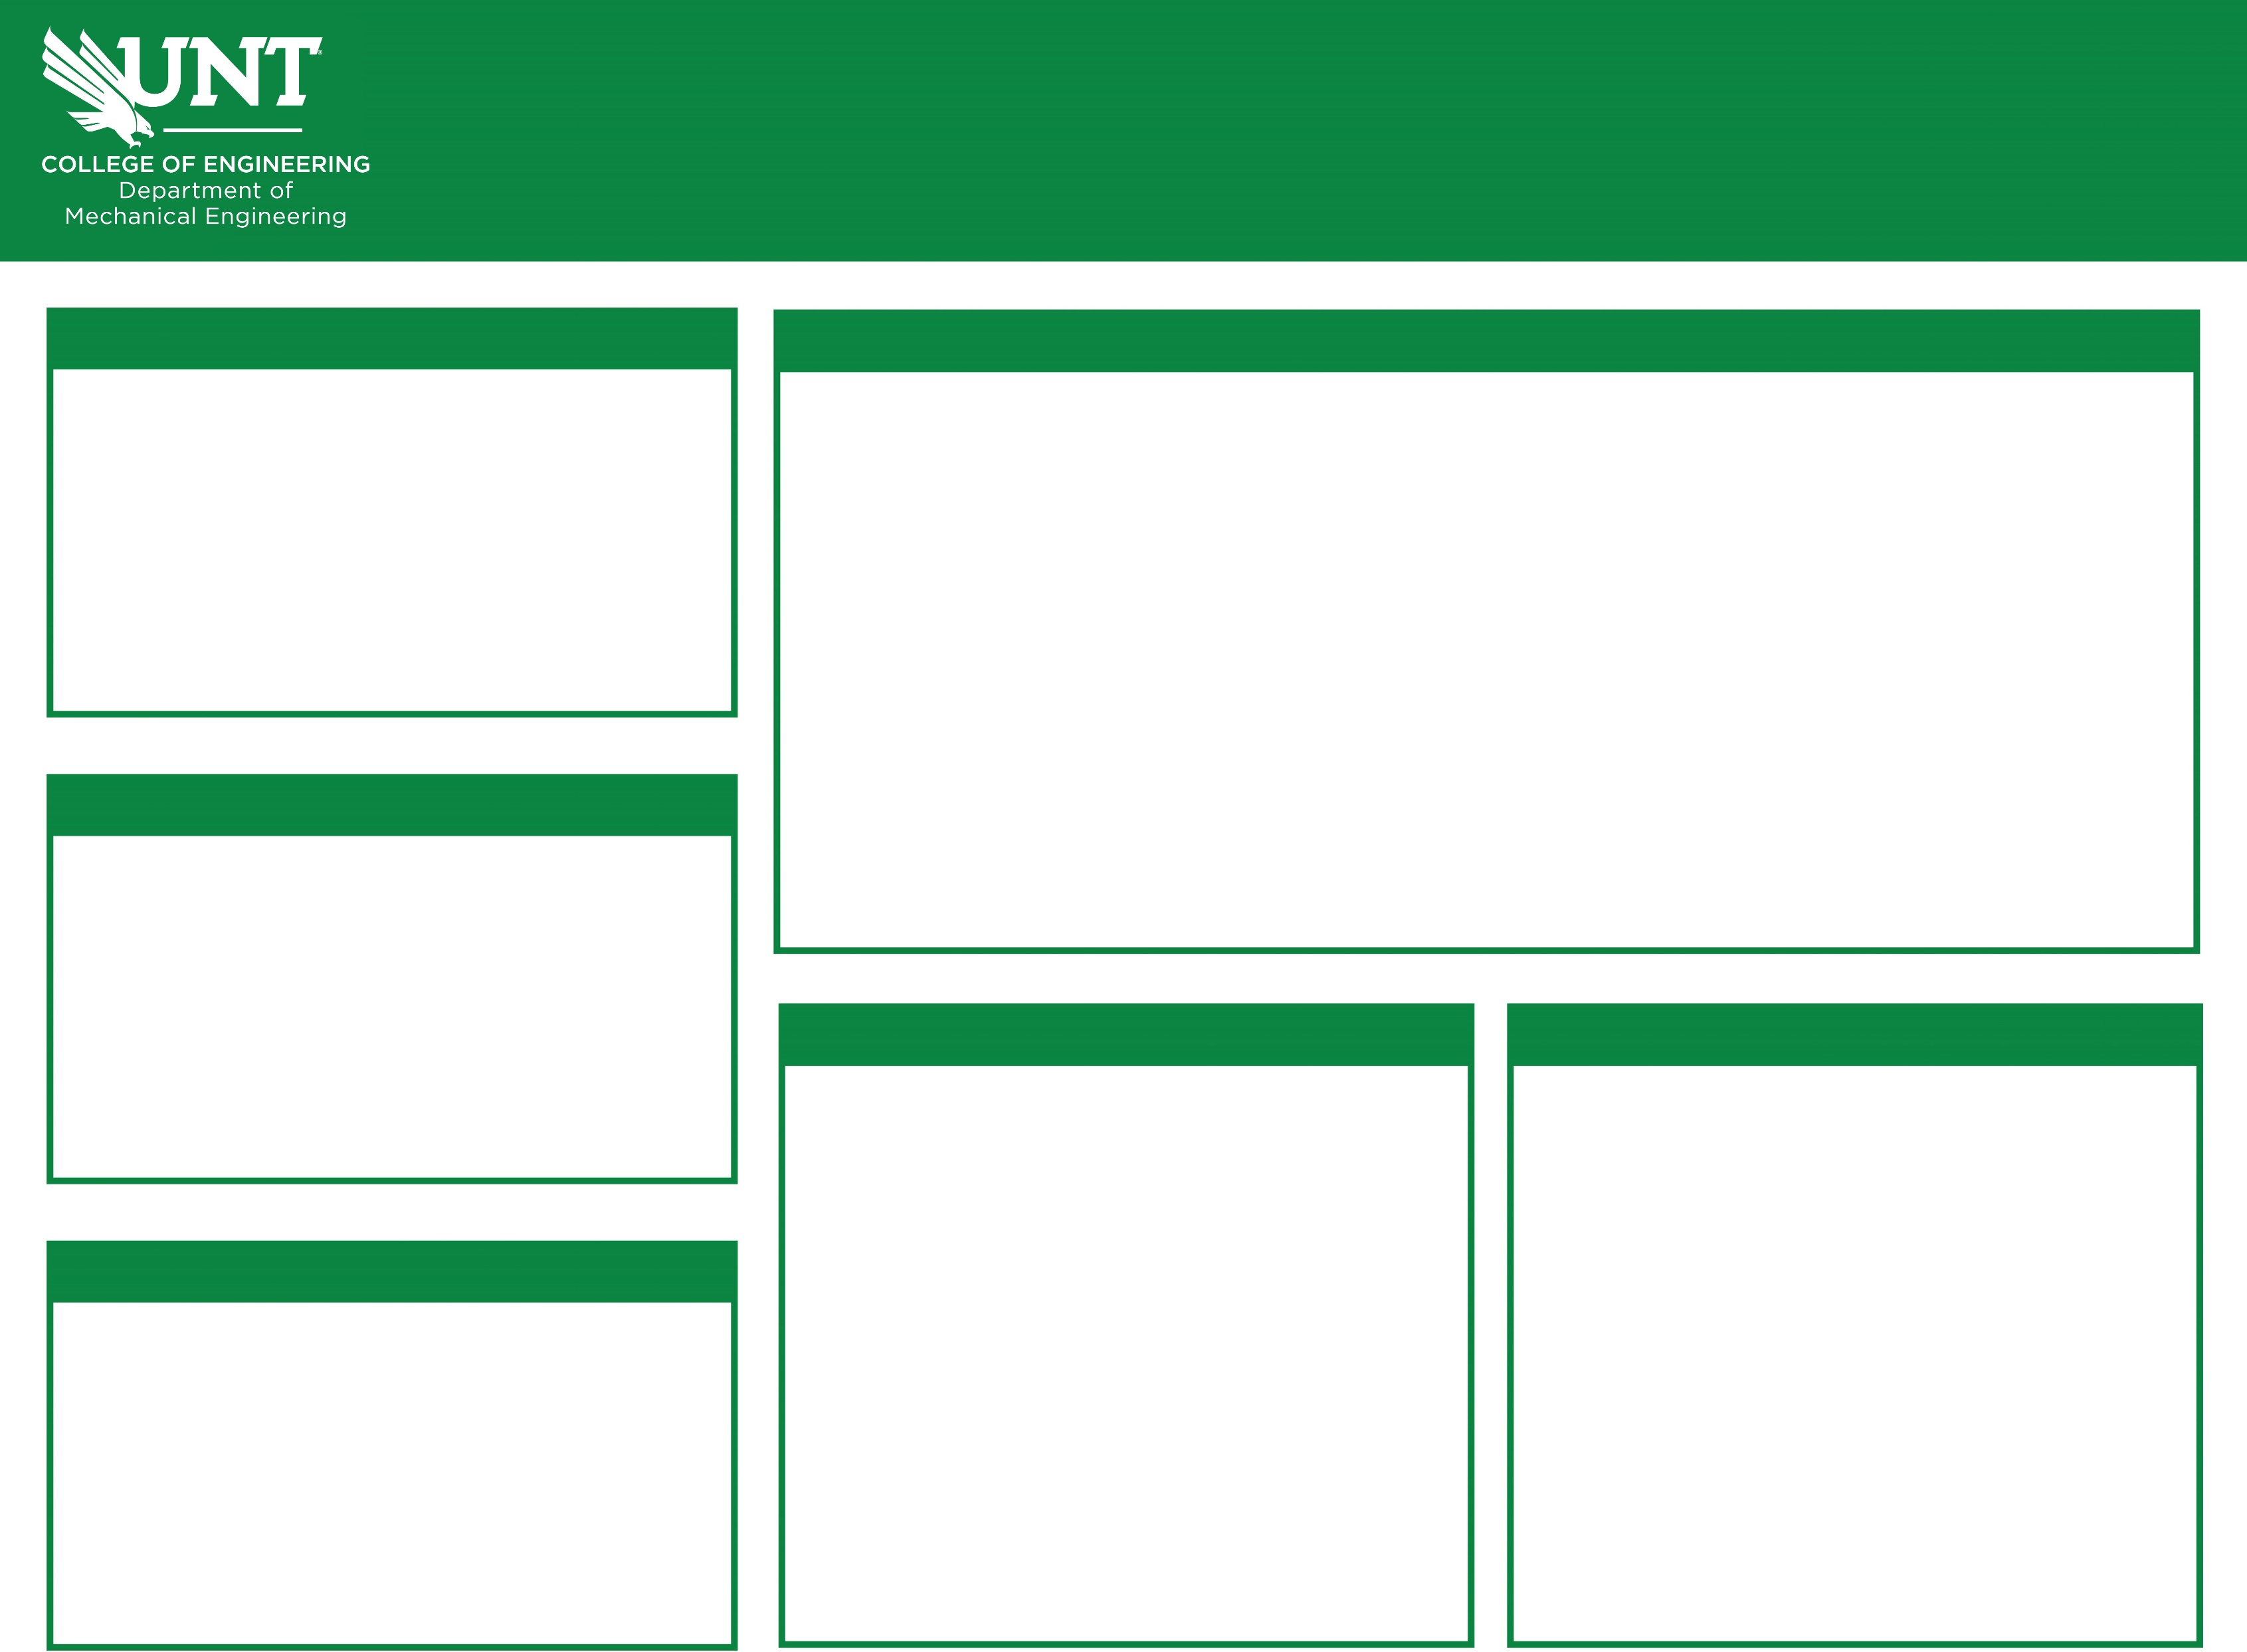 UNT
COLLEGE OF ENGINEERING
Department of
Mechanical Engineering